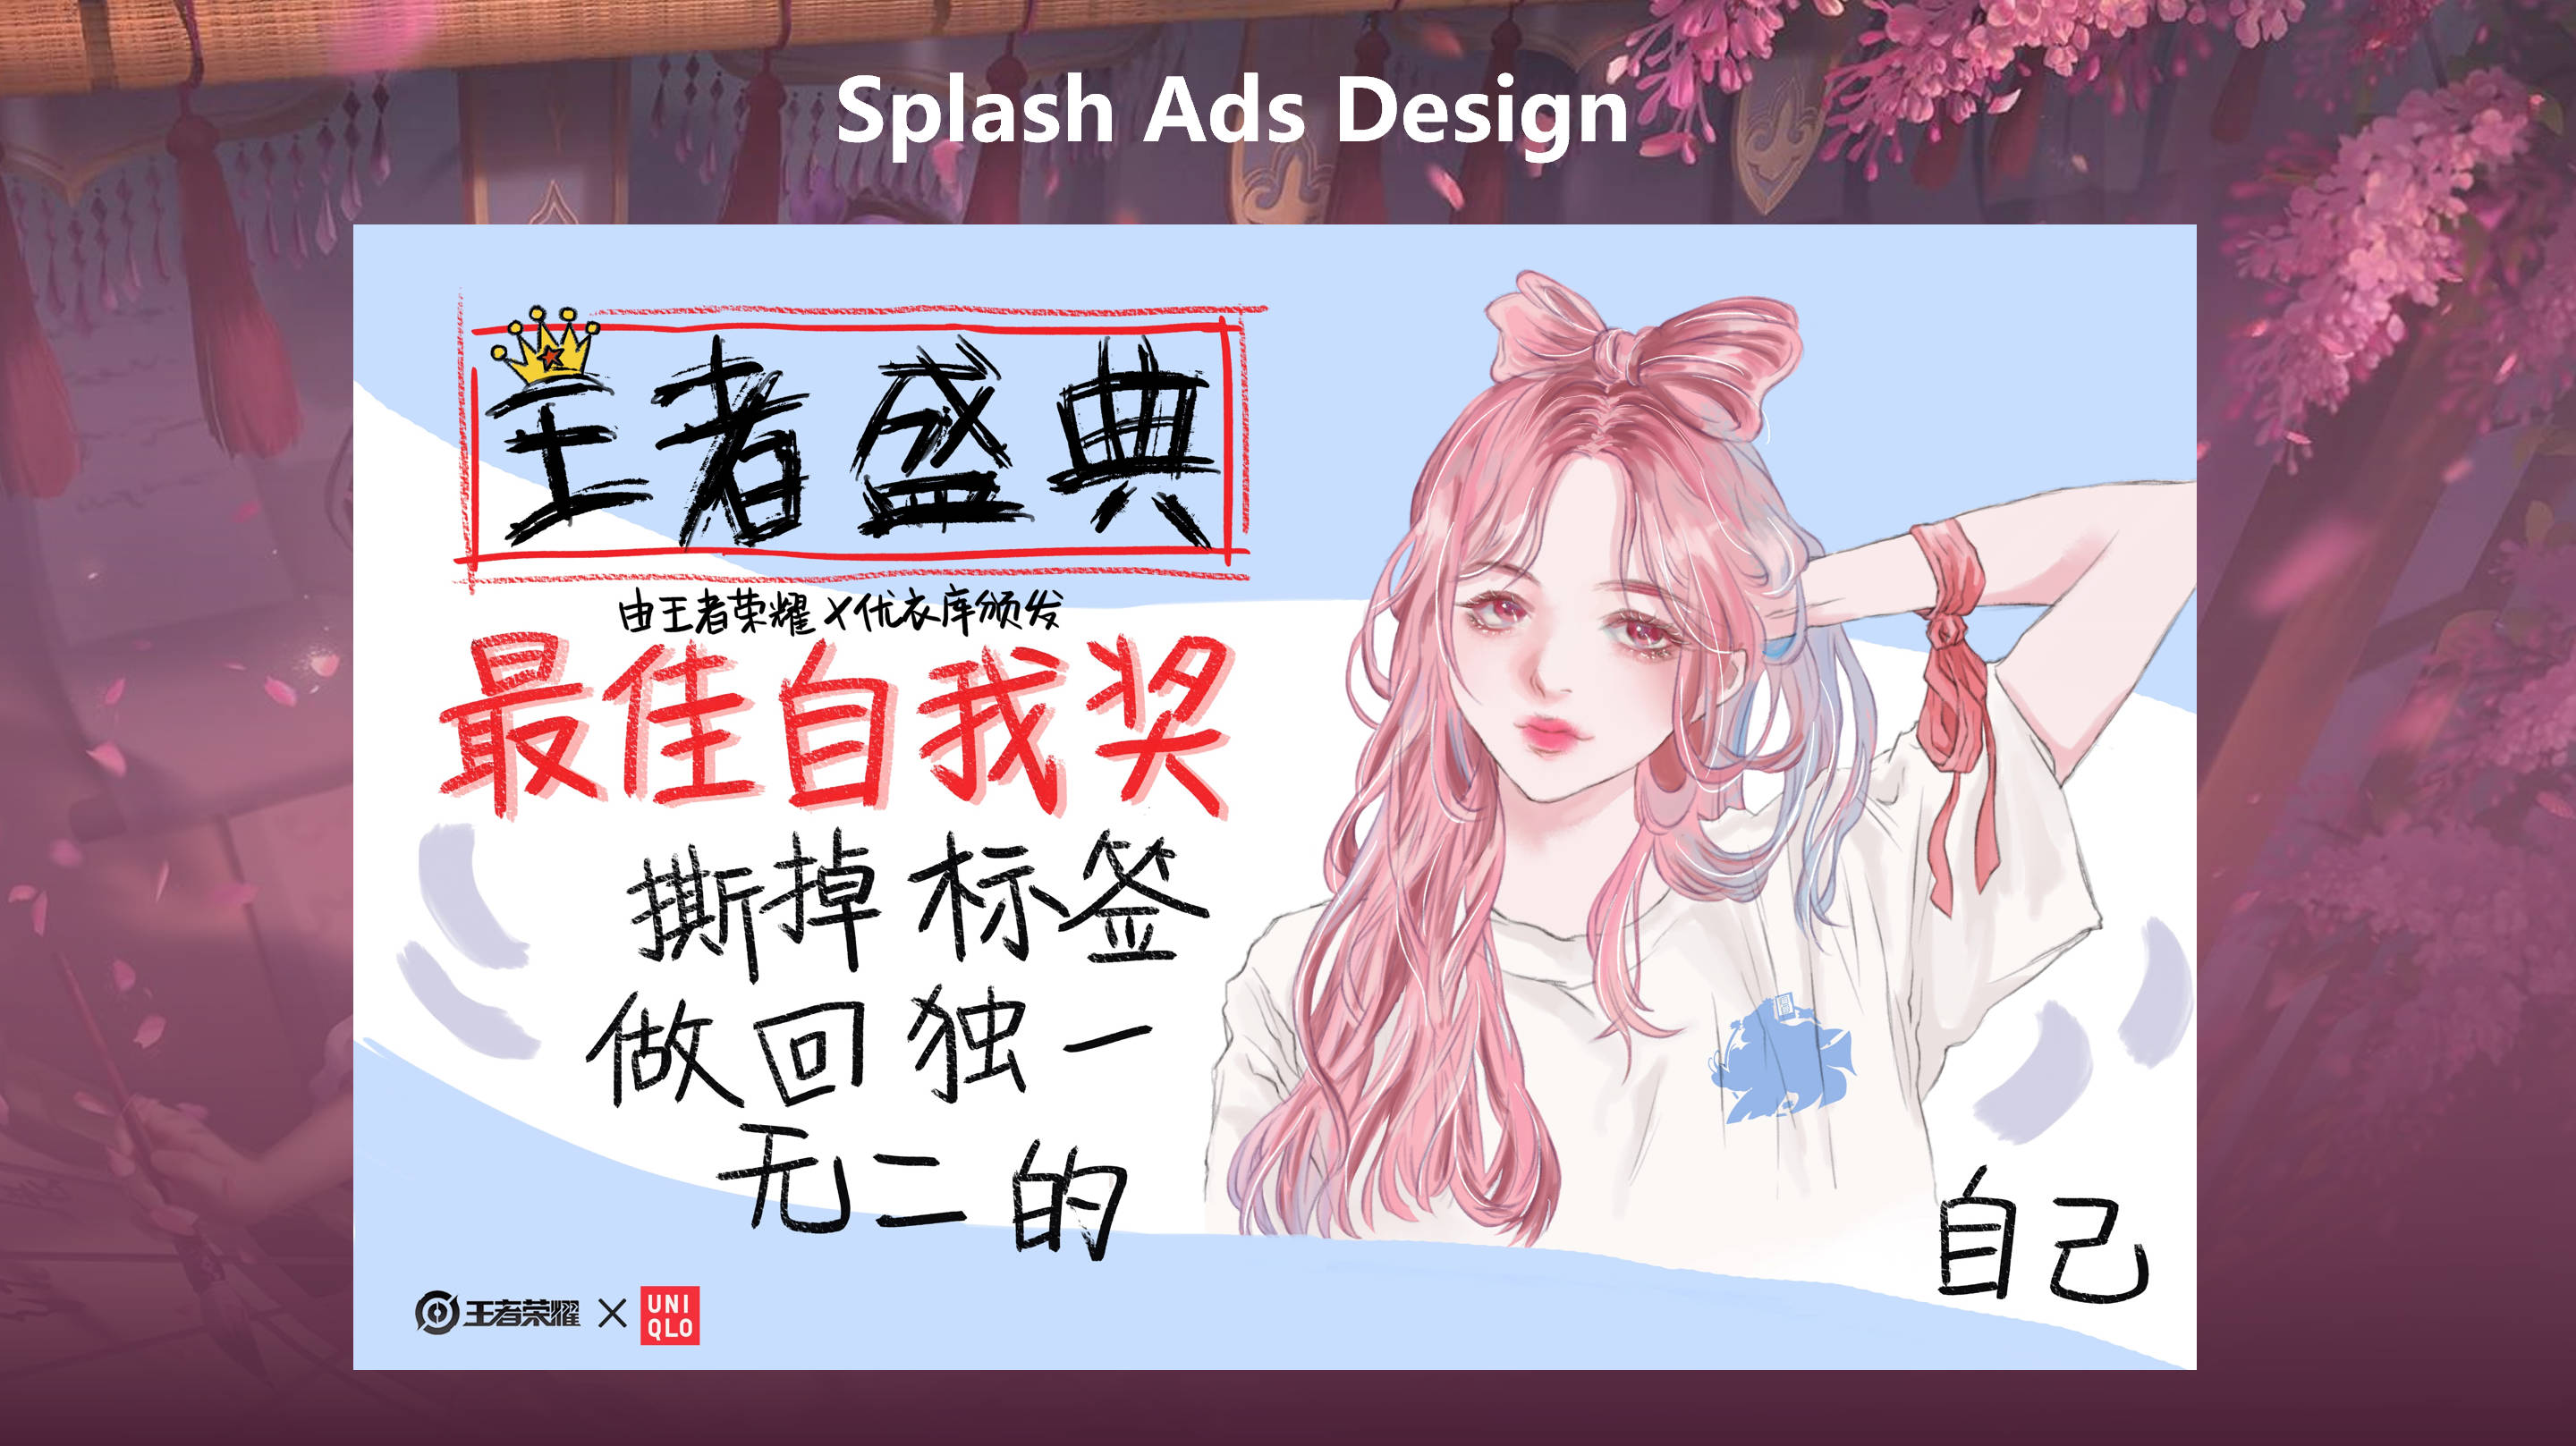 Splash Ads Design
王者盛典
由王者荣耀X优衣库颁发
最佳自我奖
撕掉标签
做回独一
无二的
自己
王者荣耀 X UNI
QLO